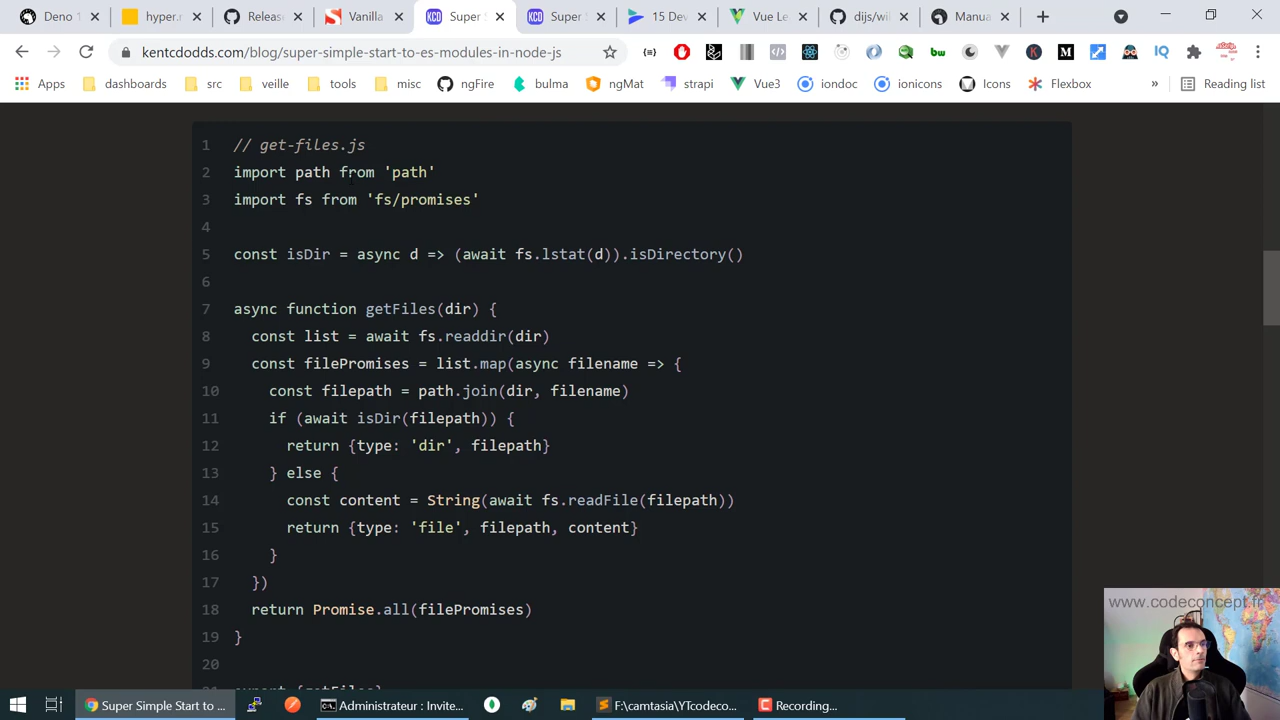 Deno 1
hyper.r
Releas
Vanilla
Super S
Super S
15 Dev
Vue Le
dijs/wi
Manua
kentcdodds.com/blog/super-simple-start-to-es-modules-in-node-js
Apps
dashboards
src
veille
tools
misc
ngFire
bulma
ngMat
strapi
Vue3
iondoc
ionicons
Icons
Flexbox
»
Reading list
1 // get-files.js
2 import path from 'path'
3 import fs from 'fs/promises'
4
5 const isDir = async d => (await fs.lstat(d)).isDirectory()
6
7 async function getFiles(dir) {
8 const list = await fs.readdir(dir)
9 const filePromises = list.map(async filename => {
10 const filepath = path.join(dir, filename)
11 if (await isDir(filepath)) {
12 return {type: 'dir', filepath}
13 } else {
14 const content = String(await fs.readFile(filepath))
15 return {type: 'file', filepath, content}
16 }
17 })
18 return Promise.all(filePromises)
19 }
20
export {getFiles}
www.codeconcept.fr
Super Simple Start to ...
Administrateur : Invite...
F:\camtasia\YTcodeco...
Recording...